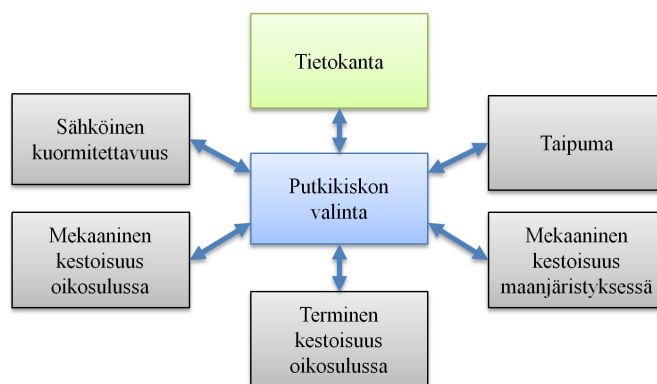 Tietokanta
Sähköinen
kuormitettavuus
Taipuma
Putkikiskon
valinta
Mekaaninen
kestoisuus
oikosulussa
Mekaaninen
kestoisuus
maanjäristyksessä
Terminen
kestoisuus
oikosulussa